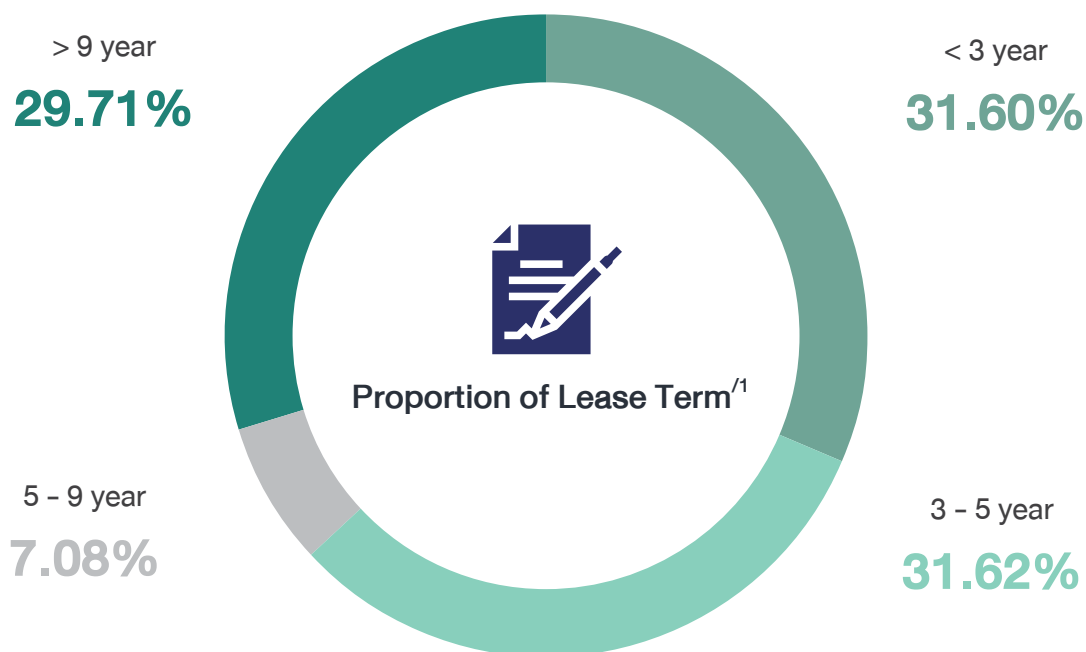 > 9 year
29.71%
< 3 year
31.60%
Proportion of Lease Term/1
5 - 9 year
7.08%
3 - 5 year
31.62%